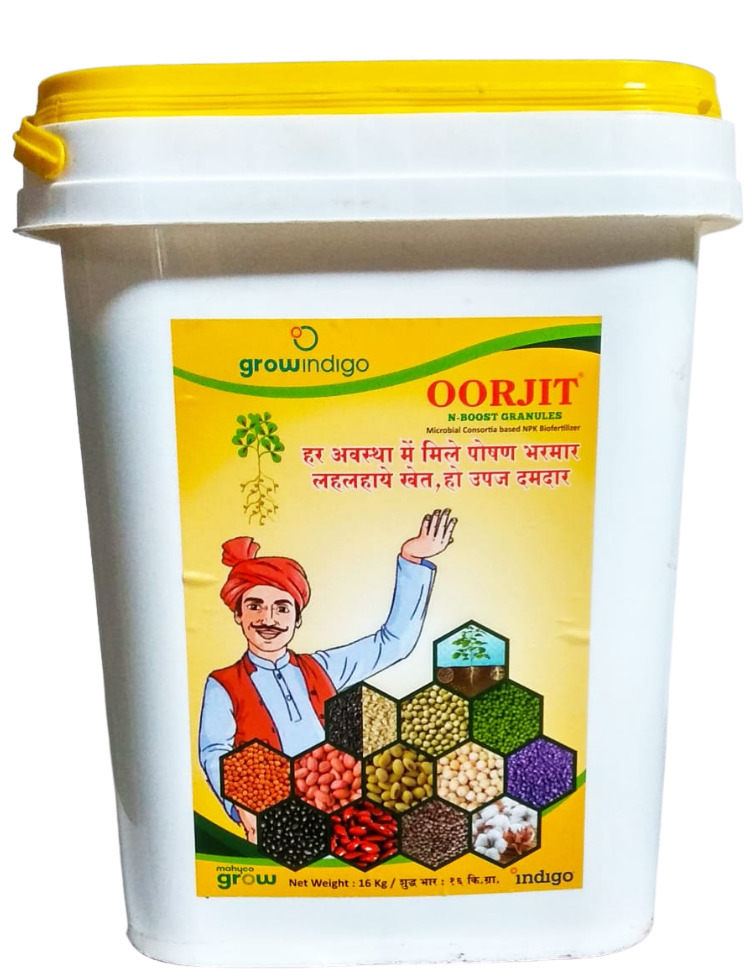 growindigo
OORJIT®
N-BOOST GRANULES
Microbial Consortia based NPK Biofertilizer
हर अवस्था में मिले पोषण भरमार
लहलहाये खेत,हो उपज दमदार
mahyco
grow
Net Weight : 16 Kg / शुद्ध भार : १६ कि.ग्रा.
indigo